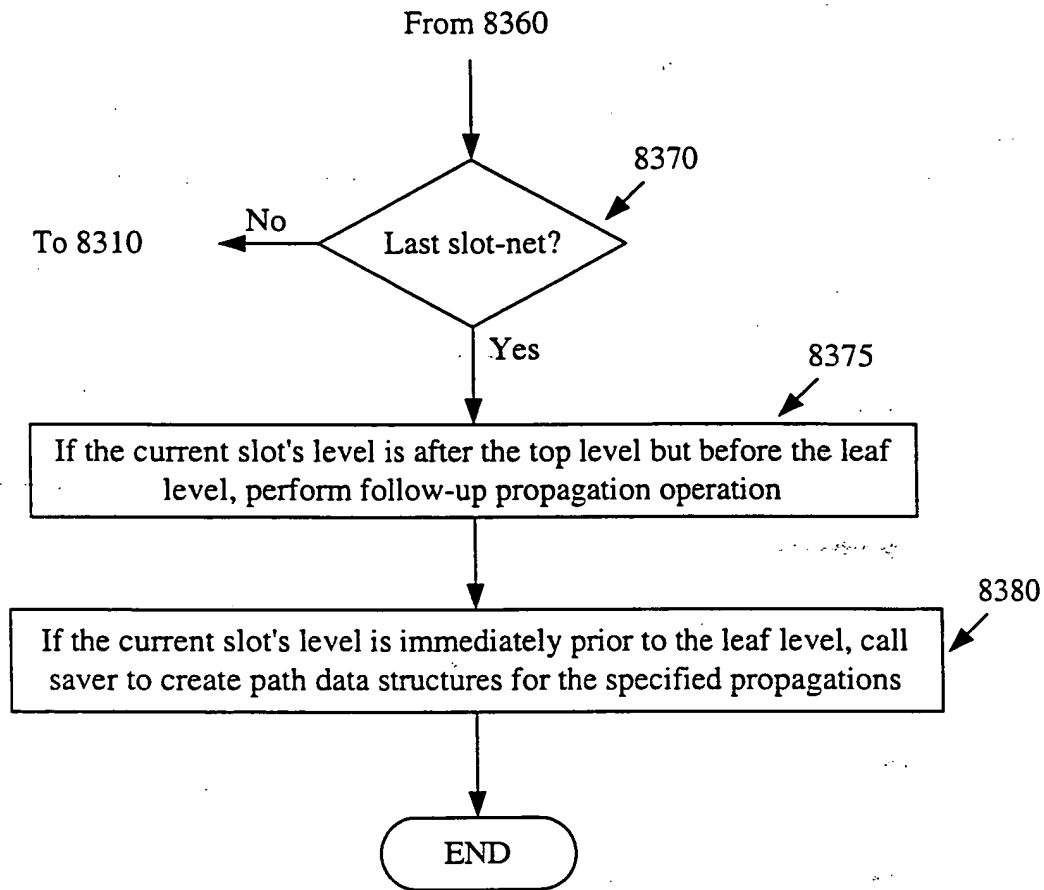 From 8360
8370
No
To 8310
Last slot-net?
Yes
8375
If the current slot's level is after the top level but before the leaf
level, perform follow-up propagation operation
8380
If the current slot's level is immediately prior to the leaf level, call
saver to create path data structures for the specified propagations
END